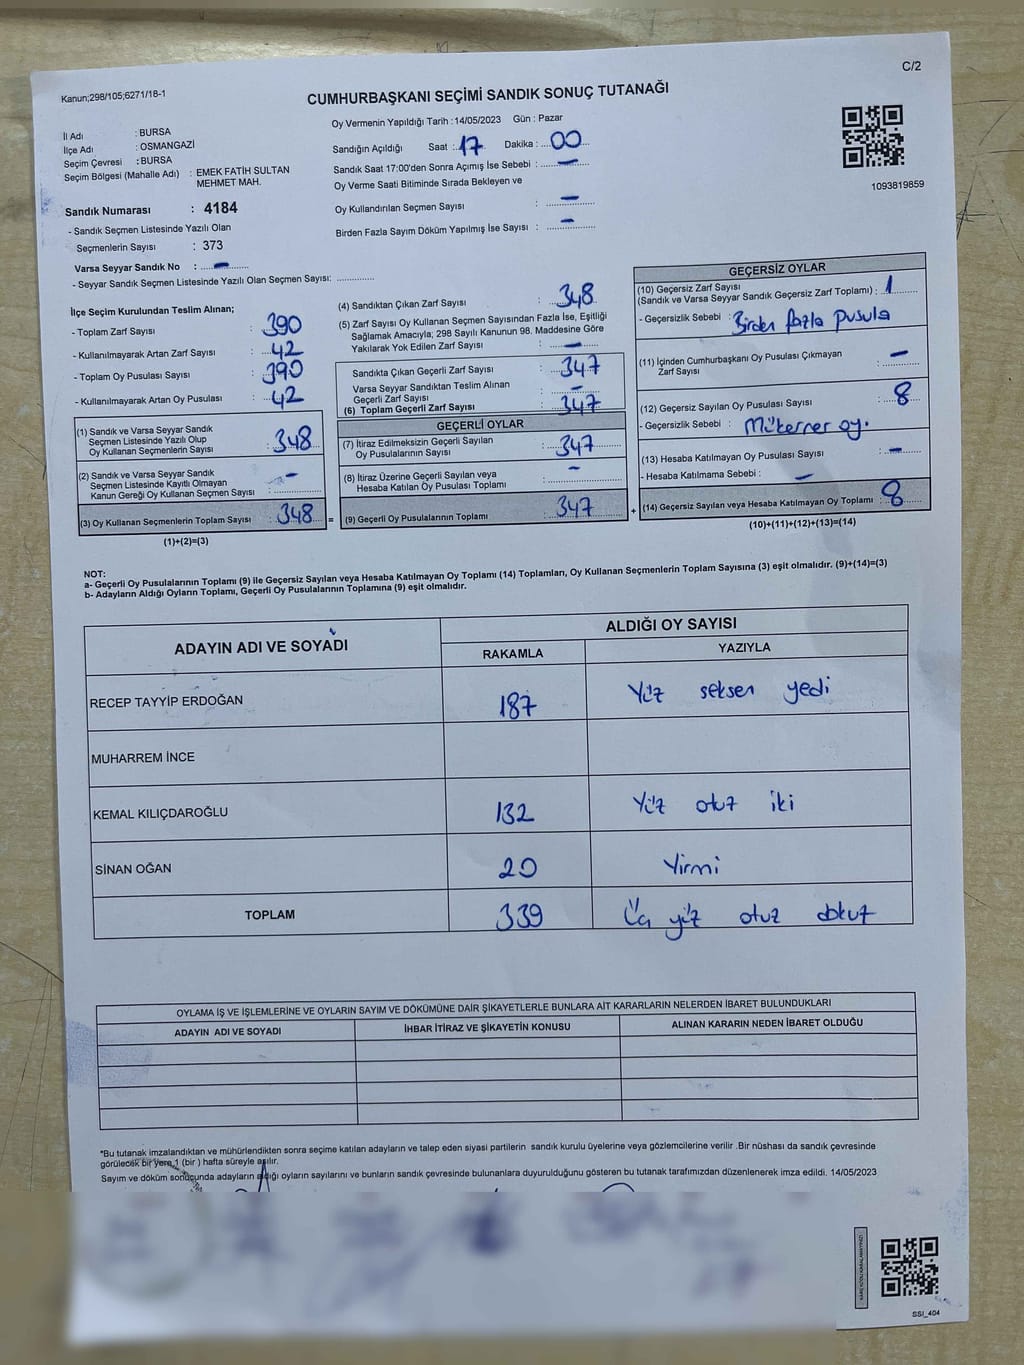 C/2
Kanun;298/105;6271/18-1
CUMHURBAŞKANI SEÇİMİ SANDIK SONUÇ TUTANAĞI
İl Adı : BURSA
İlçe Adı : OSMANGAZİ
Seçim Çevresi : BURSA
Seçim Bölgesi (Mahalle Adı) : EMEK FATİH SULTAN
MEHMET MAH.
Sandık Numarası : 4184
- Sandık Seçmen Listesinde Yazılı Olan
Seçmenlerin Sayısı : 373
Varsa Seyyar Sandık No : -
- Seyyar Sandık Seçmen Listesinde Yazılı Olan Seçmen Sayısı: ............
Oy Vermenin Yapıldığı Tarih :14/05/2023 Gün : Pazar
Sandığın Açıldığı Saat : 17 Dakika : 00
Sandık Saat 17:00'den Sonra Açımış İse Sebebi : -
Oy Verme Saati Bitiminde Sırada Bekleyen ve
Oy Kullandırılan Seçmen Sayısı : -
Birden Fazla Sayım Döküm Yapılmış İse Sayısı : -
1093819859
İlçe Seçim Kurulundan Teslim Alınan;
- Toplam Zarf Sayısı : 390
- Kullanılmayarak Artan Zarf Sayısı : 42
- Toplam Oy Pusulası Sayısı : 390
- Kullanılmayarak Artan Oy Pusulası : 42
(1) Sandık ve Varsa Seyyar Sandık
Seçmen Listesinde Yazılı Olup
Oy Kullanan Seçmenlerin Sayısı : 348
(2) Sandık ve Varsa Seyyar Sandık
Seçmen Listesinde Kayıtlı Olmayan
Kanun Gereği Oy Kullanan Seçmen Sayısı : -
(3) Oy Kullanan Seçmenlerin Toplam Sayısı : 348 =
(1)+(2)=(3)
(4) Sandıktan Çıkan Zarf Sayısı : 348
(5) Zarf Sayısı Oy Kullanan Seçmen Sayısından Fazla İse, Eşitliği
Sağlamak Amacıyla; 298 Sayılı Kanunun 98. Maddesine Göre
Yakılarak Yok Edilen Zarf Sayısı : -
Sandıkta Çıkan Geçerli Zarf Sayısı : 347
Varsa Seyyar Sandıktan Teslim Alınan
Geçerli Zarf Sayısı : -
(6) Toplam Geçerli Zarf Sayısı : 347
GEÇERLİ OYLAR
(7) İtiraz Edilmeksizin Geçerli Sayılan
Oy Pusulalarının Sayısı : 347
(8) İtiraz Üzerine Geçerli Sayılan veya
Hesaba Katılan Oy Pusulası Toplamı : -
(9) Geçerli Oy Pusulalarının Toplamı : 347 +
GEÇERSİZ OYLAR
(10) Geçersiz Zarf Sayısı
(Sandık ve Varsa Seyyar Sandık Geçersiz Zarf Toplamı) : 1
- Geçersizlik Sebebi : Birden fazla pusula
(11) İçinden Cumhurbaşkanı Oy Pusulası Çıkmayan
Zarf Sayısı : -
(12) Geçersiz Sayılan Oy Pusulası Sayısı : 8
- Geçersizlik Sebebi : Mükerrer oy.
(13) Hesaba Katılmayan Oy Pusulası Sayısı : -
- Hesaba Katılmama Sebebi : -
(14) Geçersiz Sayılan veya Hesaba Katılmayan Oy Toplamı : 8
(10)+(11)+(12)+(13)=(14)
NOT:
a- Geçerli Oy Pusulalarının Toplamı (9) ile Geçersiz Sayılan veya Hesaba Katılmayan Oy Toplamı (14) Toplamları, Oy Kullanan Seçmenlerin Toplam Sayısına (3) eşit olmalıdır. (9)+(14)=(3)
b- Adayların Aldığı Oyların Toplamı, Geçerli Oy Pusulalarının Toplamına (9) eşit olmalıdır.
ADAYIN ADI VE SOYADI
ALDIĞI OY SAYISI
RAKAMLA YAZIYLA
RECEP TAYYİP ERDOĞAN 187 Yüz seksen yedi
MUHARREM İNCE
KEMAL KILIÇDAROĞLU 132 Yüz otuz iki
SİNAN OĞAN 20 Yirmi
TOPLAM 339 Üç yüz otuz dokuz
OYLAMA İŞ VE İŞLEMLERİNE VE OYLARIN SAYIM VE DÖKÜMÜNE DAİR ŞİKAYETLERLE BUNLARA AİT KARARLARIN NELERDEN İBARET BULUNDUKLARI
ADAYIN ADI VE SOYADI İHBAR İTİRAZ VE ŞİKAYETİN KONUSU ALINAN KARARIN NEDEN İBARET OLDUĞU
*Bu tutanak imzalandıktan ve mühürlendikten sonra seçime katılan adayların ve talep eden siyasi partilerin sandık kurulu üyelerine veya gözlemcilerine verilir .Bir nüshası da sandık çevresinde
görülecek bir yere 1 (bir ) hafta süreyle asılır.
Sayım ve döküm sonucunda adayların aldığı oyların sayılarını ve bunların sandık çevresinde bulunanlara duyurulduğunu gösteren bu tutanak tarafımızdan düzenlenerek imza edildi. 14/05/2023
SSI_404